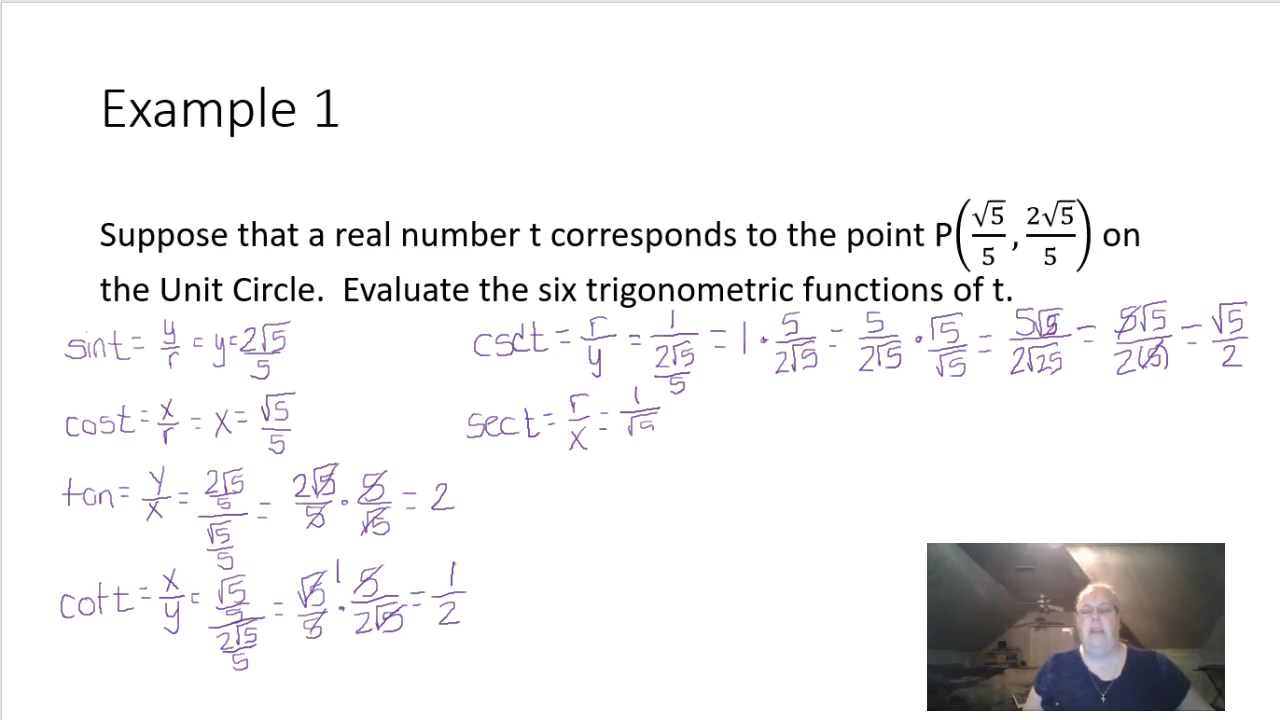 Example 1
Suppose that a real number t corresponds to the point P(√5/5, 2√5/5) on
the Unit Circle. Evaluate the six trigonometric functions of t.
sint = y/r = y = 2√5/5
csct = r/y = 1/(2√5/5) = 1 · 5/(2√5) = 5/(2√5) · √5/√5 = 5√5/(2√25) = 5√5/(2(5)) = √5/2
cost = x/r = x = √5/5
sect = r/x = 1/√5
tan = y/x = (2√5/5)/(√5/5) = 2√5/5 · 5/√5 = 2
cott = x/y = (√5/5)/(2√5/5) = √5/5 · 1 5/(2√5) = 1/2